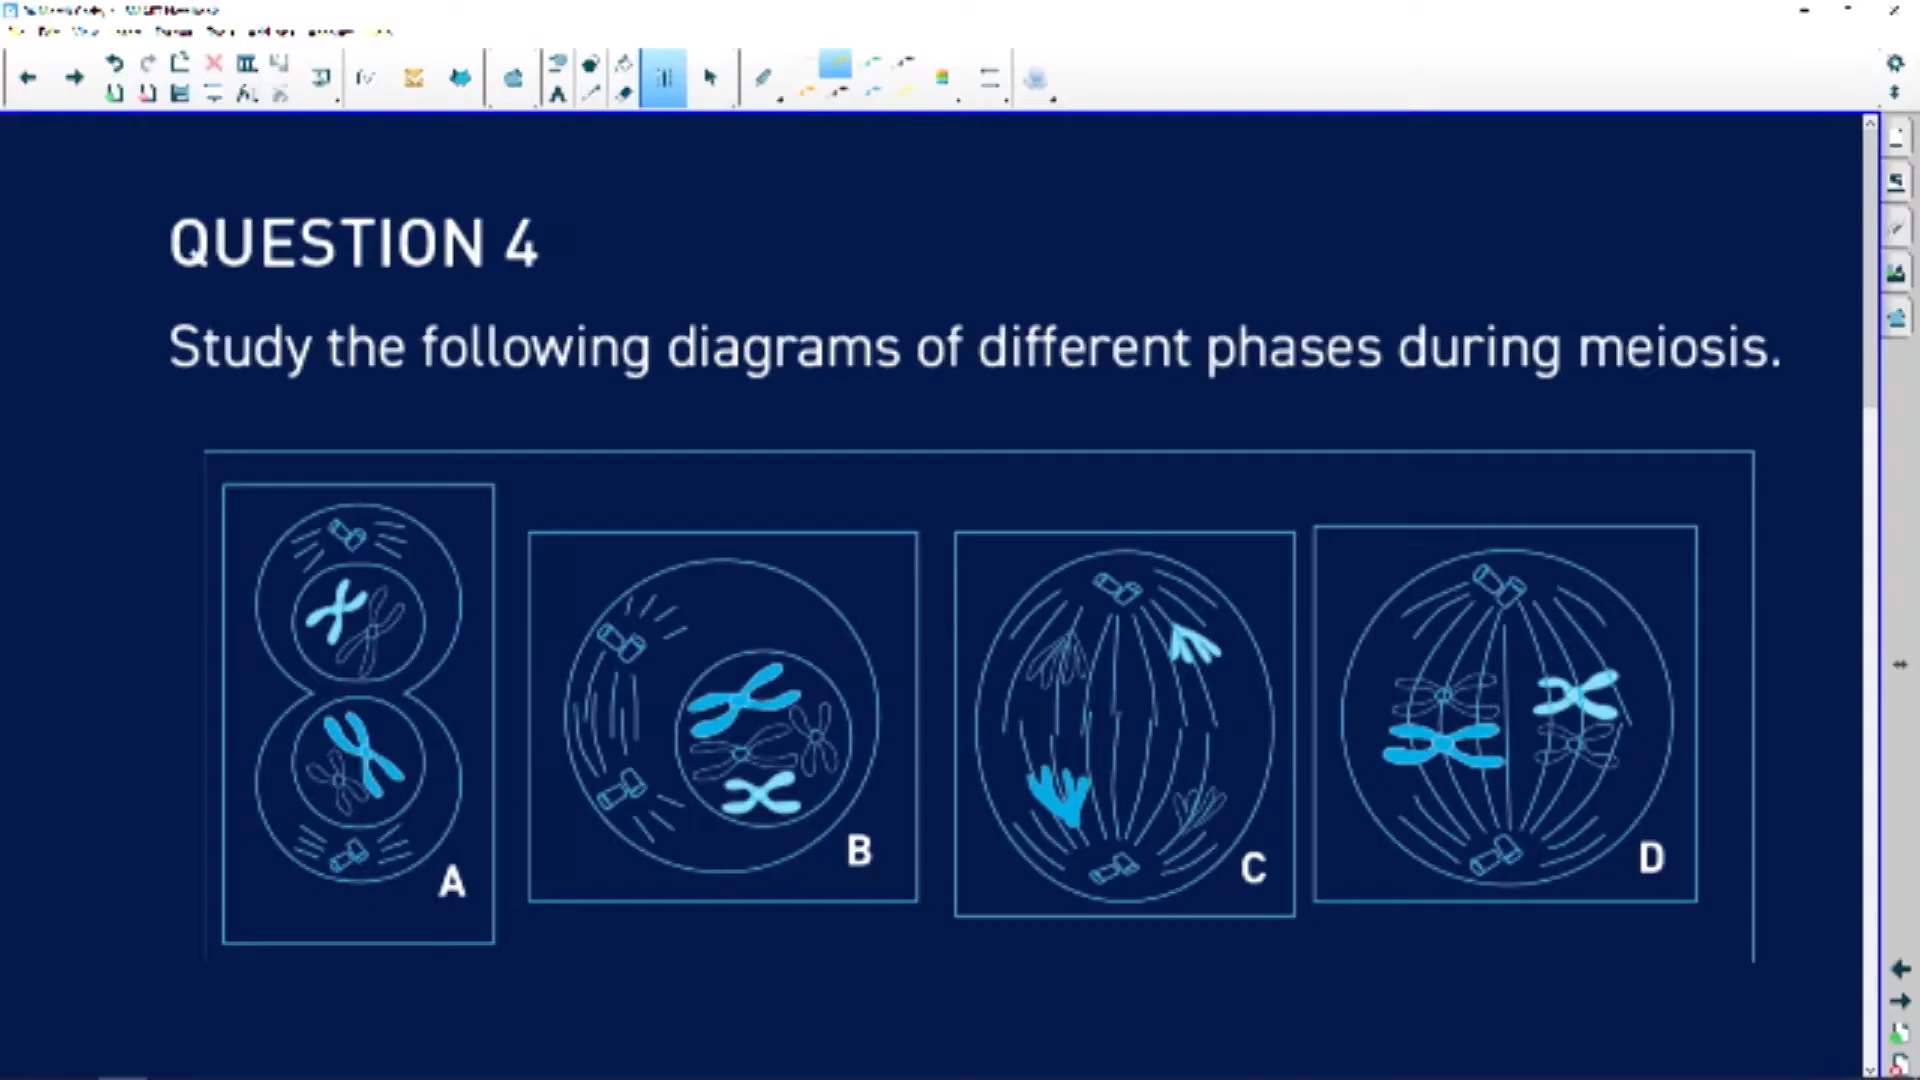 QUESTION 4
Study the following diagrams of different phases during meiosis.
A
B
C
D